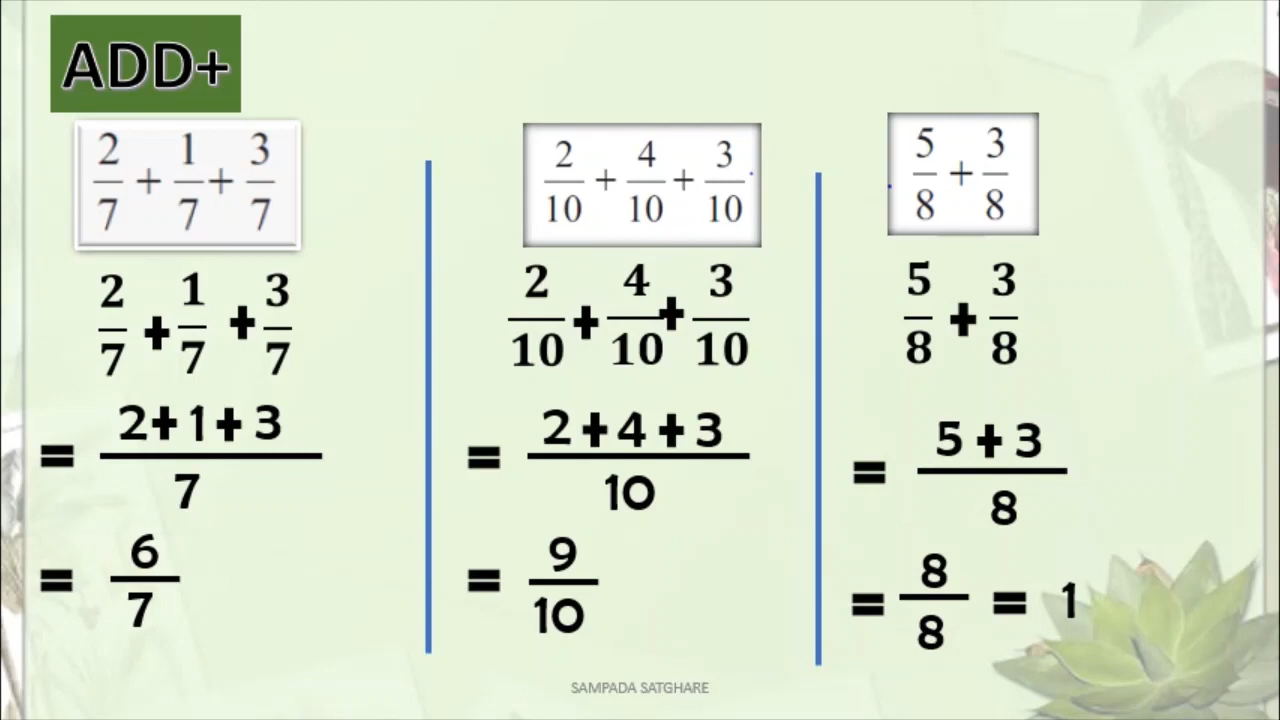 ADD+
2/7 + 1/7 + 3/7
2/7 + 1/7 + 3/7
= 2+1+3/7
= 6/7
2/10 + 4/10 + 3/10
2/10 + 4/10 + 3/10
= 2+4+3/10
= 9/10
5/8 + 3/8
5/8 + 3/8
= 5+3/8
= 8/8 = 1
SAMPADA SATGHARE